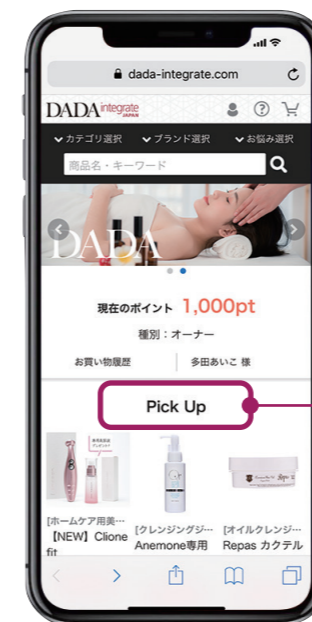 dada-integrate.com
DADA integrate JAPAN
カテゴリ選択 ブランド選択 お悩み選択
商品名・キーワード
DADA
現在のポイント 1,000pt
種別：オーナー
お買い物履歴 多田あいこ 様
Pick Up
[ホームケア用美…
【NEW】Clione
fit
[クレンジングジ…
Anemone専用
[オイルクレンジ…
Repas カクテル